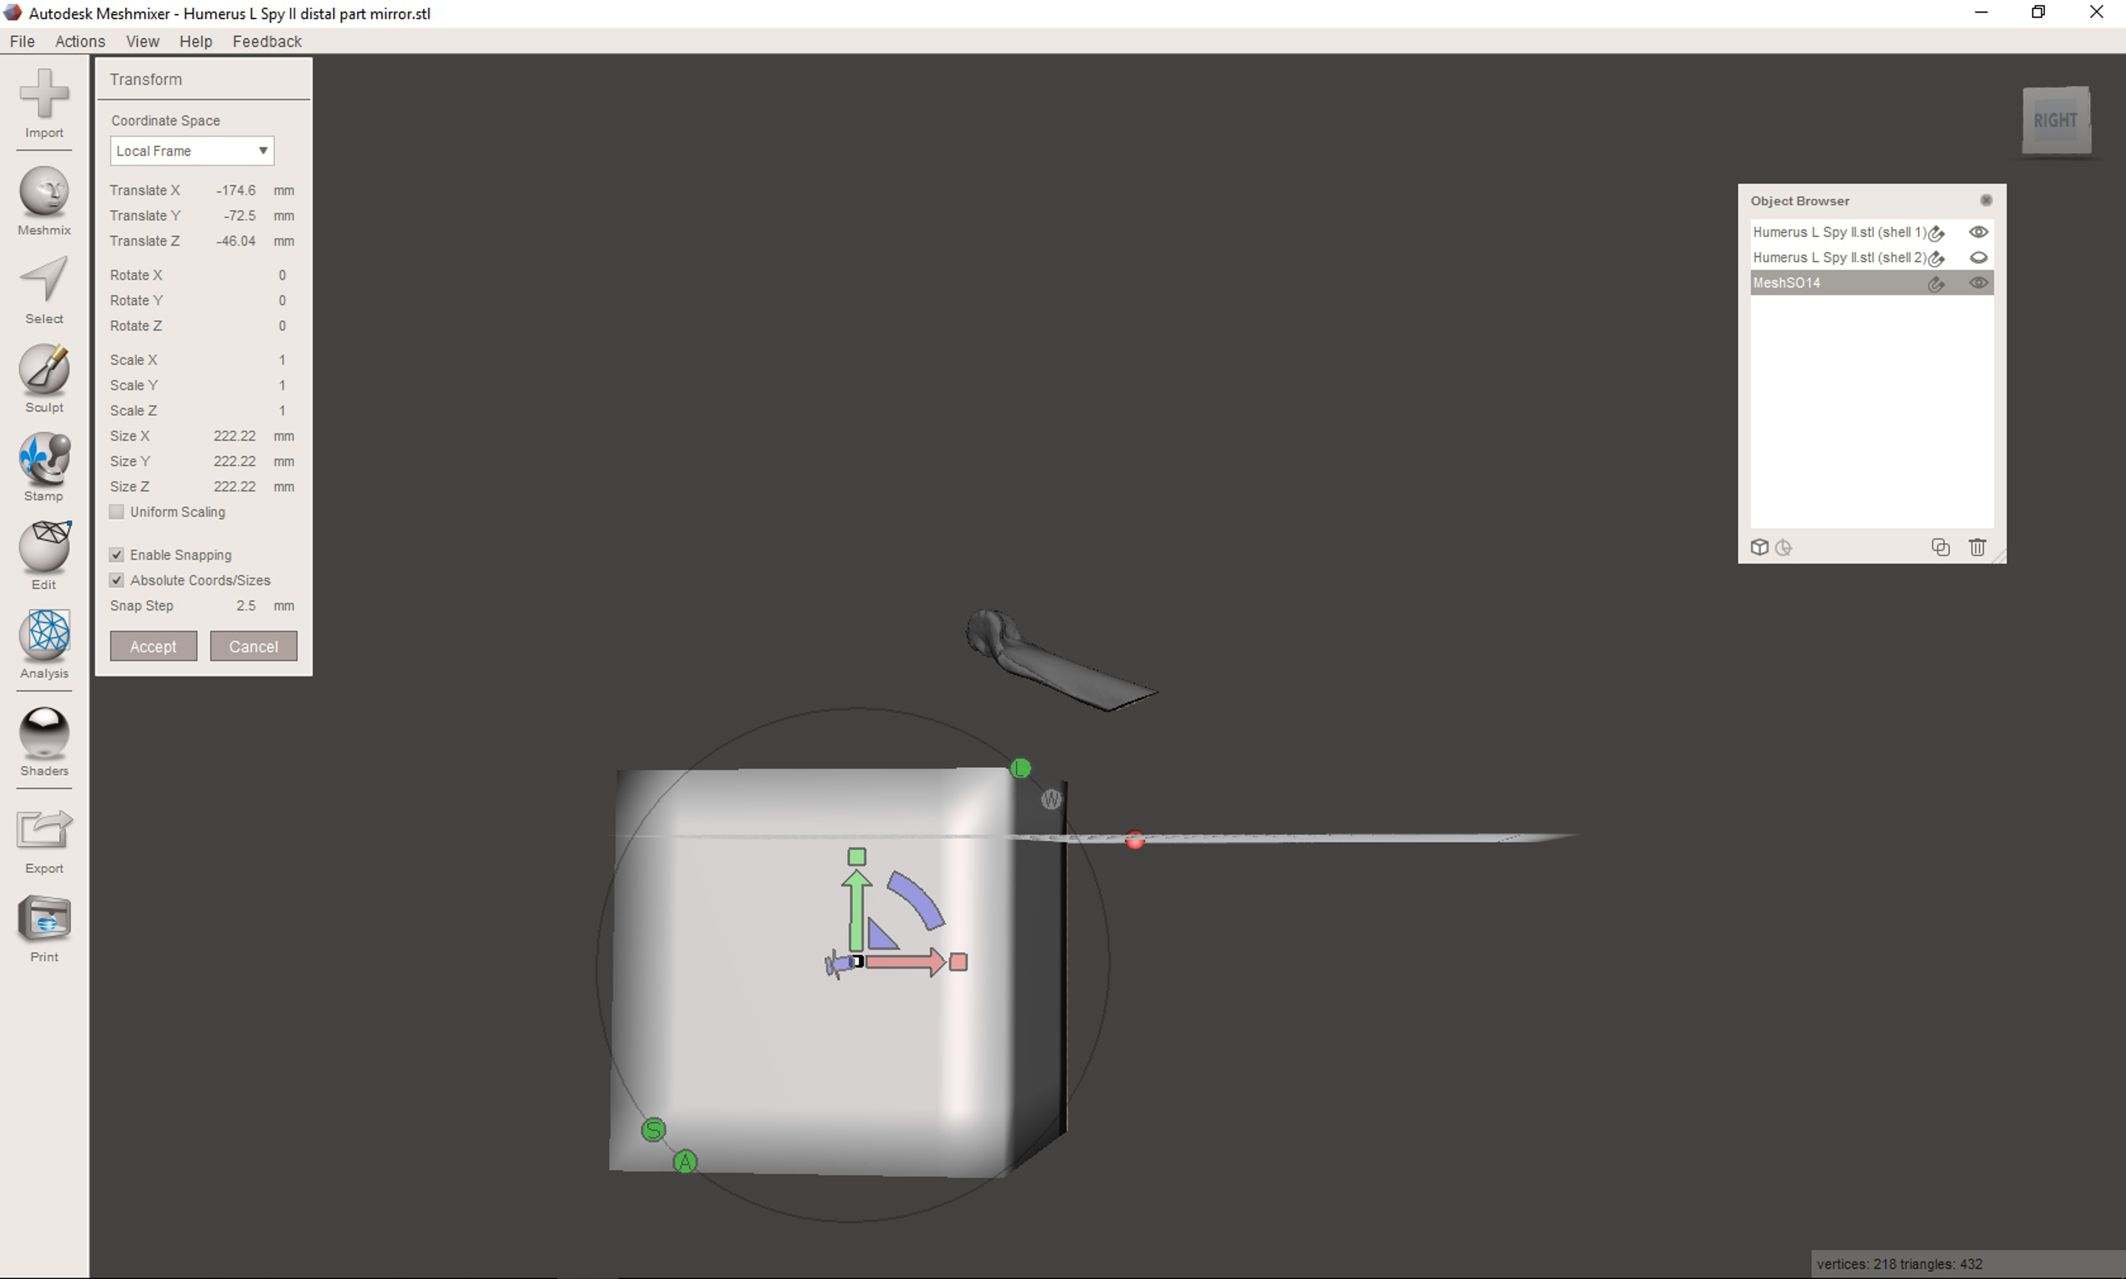 Autodesk Meshmixer - Humerus L Spy II distal part mirror.stl
File Actions View Help Feedback
Import
Meshmix
Select
Sculpt
Stamp
Edit
Analysis
Shaders
Export
Print
Transform
Coordinate Space
Local Frame
Translate X -174.6 mm
Translate Y -72.5 mm
Translate Z -46.04 mm
Rotate X 0
Rotate Y 0
Rotate Z 0
Scale X 1
Scale Y 1
Scale Z 1
Size X 222.22 mm
Size Y 222.22 mm
Size Z 222.22 mm
Uniform Scaling
Enable Snapping
Absolute Coords/Sizes
Snap Step 2.5 mm
Accept Cancel
RIGHT
Object Browser
Humerus L Spy II.stl (shell 1)
Humerus L Spy II.stl (shell 2)
MeshSO14
L
W
S
A
vertices: 218 triangles: 432